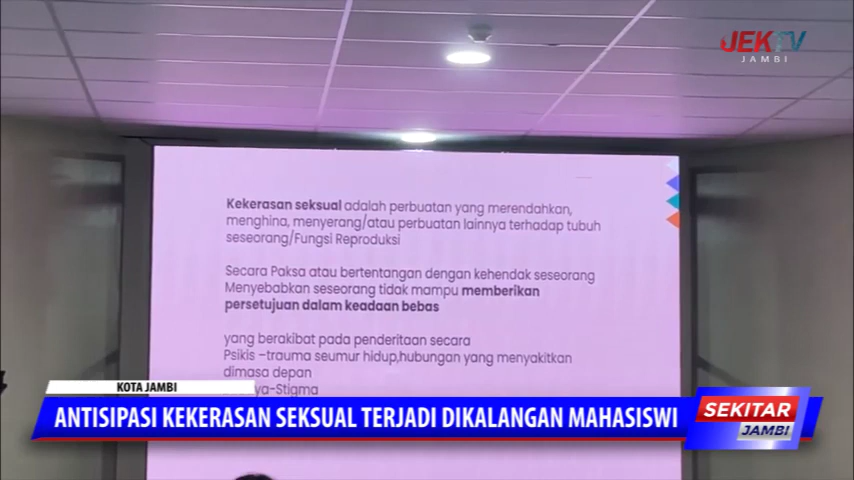 JEKTV
JAMBI
Kekerasan seksual adalah perbuatan yang merendahkan,
menghina, menyerang/atau perbuatan lainnya terhadap tubuh
seseorang/Fungsi Reproduksi
Secara Paksa atau bertentangan dengan kehendak seseorang
Menyebabkan seseorang tidak mampu memberikan
persetujuan dalam keadaan bebas
yang berakibat pada penderitaan secara
Psikis –trauma seumur hidup,hubungan yang menyakitkan
dimasa depan
ya-Stigma
KOTA JAMBI
ANTISIPASI KEKERASAN SEKSUAL TERJADI DIKALANGAN MAHASISWI
SEKITAR
JAMBI